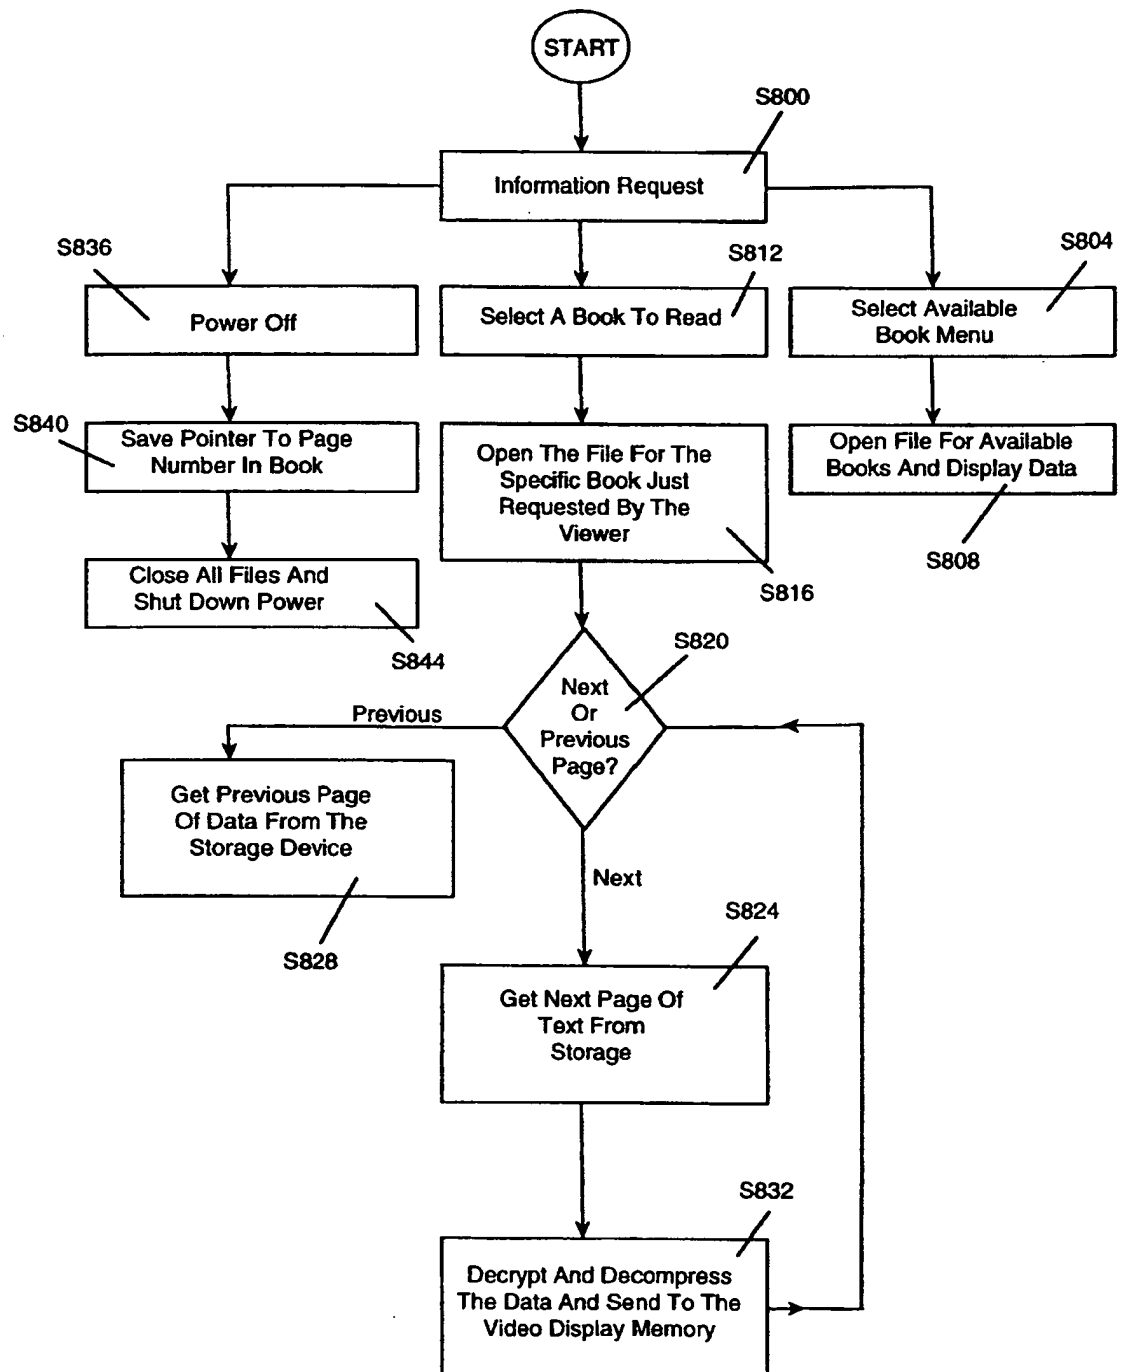 START
S800
Information Request
S836
S812
S804
Power Off
Select A Book To Read
Select Available
Book Menu
S840
Save Pointer To Page
Number In Book
Open The File For The
Specific Book Just
Requested By The
Viewer
Open File For Available
Books And Display Data
S808
S816
Close All Files And
Shut Down Power
S844
S820
Next
Or
Previous
Page?
Previous
Get Previous Page
Of Data From The
Storage Device
S828
Next
S824
Get Next Page Of
Text From
Storage
S832
Decrypt And Decompress
The Data And Send To The
Video Display Memory